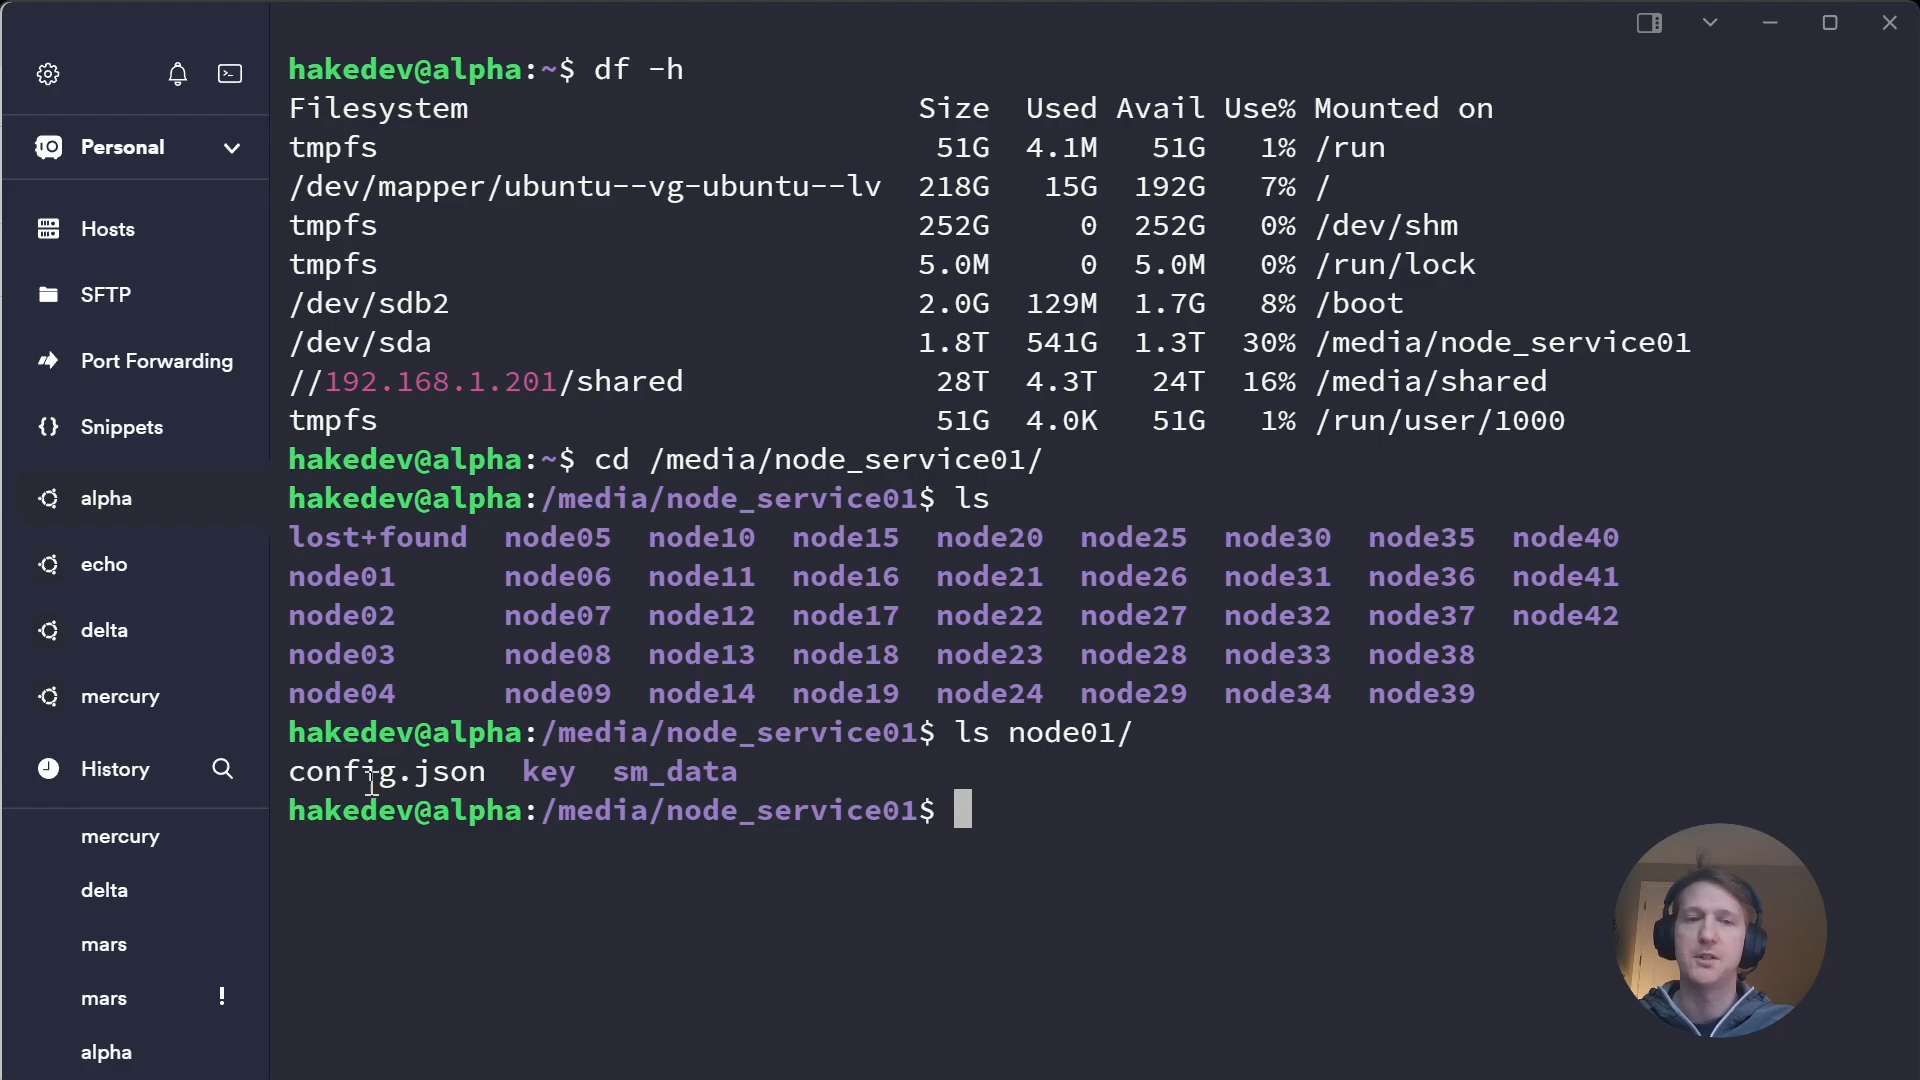 Personal
Hosts
SFTP
Port Forwarding
Snippets
alpha
echo
delta
mercury
History
mercury
delta
mars
mars !
alpha
hakedev@alpha:~$ df -h
Filesystem Size Used Avail Use% Mounted on
tmpfs 51G 4.1M 51G 1% /run
/dev/mapper/ubuntu--vg-ubuntu--lv 218G 15G 192G 7% /
tmpfs 252G 0 252G 0% /dev/shm
tmpfs 5.0M 0 5.0M 0% /run/lock
/dev/sdb2 2.0G 129M 1.7G 8% /boot
/dev/sda 1.8T 541G 1.3T 30% /media/node_service01
//192.168.1.201/shared 28T 4.3T 24T 16% /media/shared
tmpfs 51G 4.0K 51G 1% /run/user/1000
hakedev@alpha:~$ cd /media/node_service01/
hakedev@alpha:/media/node_service01$ ls
lost+found node05 node10 node15 node20 node25 node30 node35 node40
node01 node06 node11 node16 node21 node26 node31 node36 node41
node02 node07 node12 node17 node22 node27 node32 node37 node42
node03 node08 node13 node18 node23 node28 node33 node38
node04 node09 node14 node19 node24 node29 node34 node39
hakedev@alpha:/media/node_service01$ ls node01/
config.json key sm_data
hakedev@alpha:/media/node_service01$